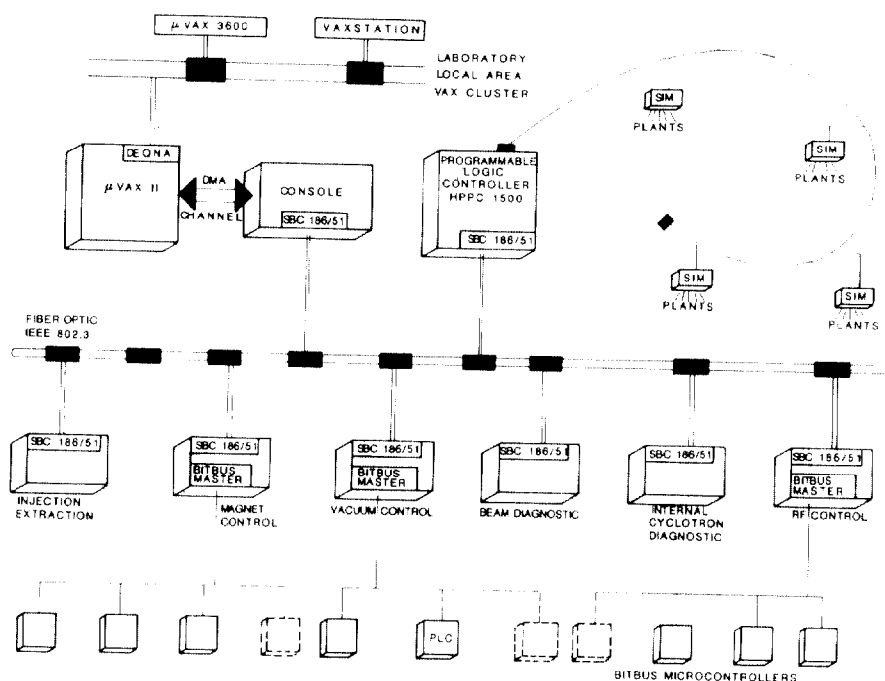 μVAX 3600
VAXSTATION
LABORATORY
LOCAL AREA
VAX CLUSTER
DEQNA
μVAX II
DMA
CHANNEL
CONSOLE
SBC 186/51
PROGRAMMABLE
LOGIC
CONTROLLER
HPPC 1500
SBC 186/51
SIM
PLANTS
SIM
PLANTS
SIM
PLANTS
SIM
PLANTS
FIBER OPTIC
IEEE 802.3
SBC 186/51
INJECTION
EXTRACTION
SBC 186/51
BITBUS
MASTER
MAGNET
CONTROL
SBC 186/51
BITBUS
MASTER
VACUUM CONTROL
SBC 186/51
BEAM DIAGNOSTIC
SBC 186/51
INTERNAL
CYCLOTRON
DIAGNOSTIC
SBC 186/51
BITBUS
MASTER
RF CONTROL
PLC
BITBUS MICROCONTROLLERS